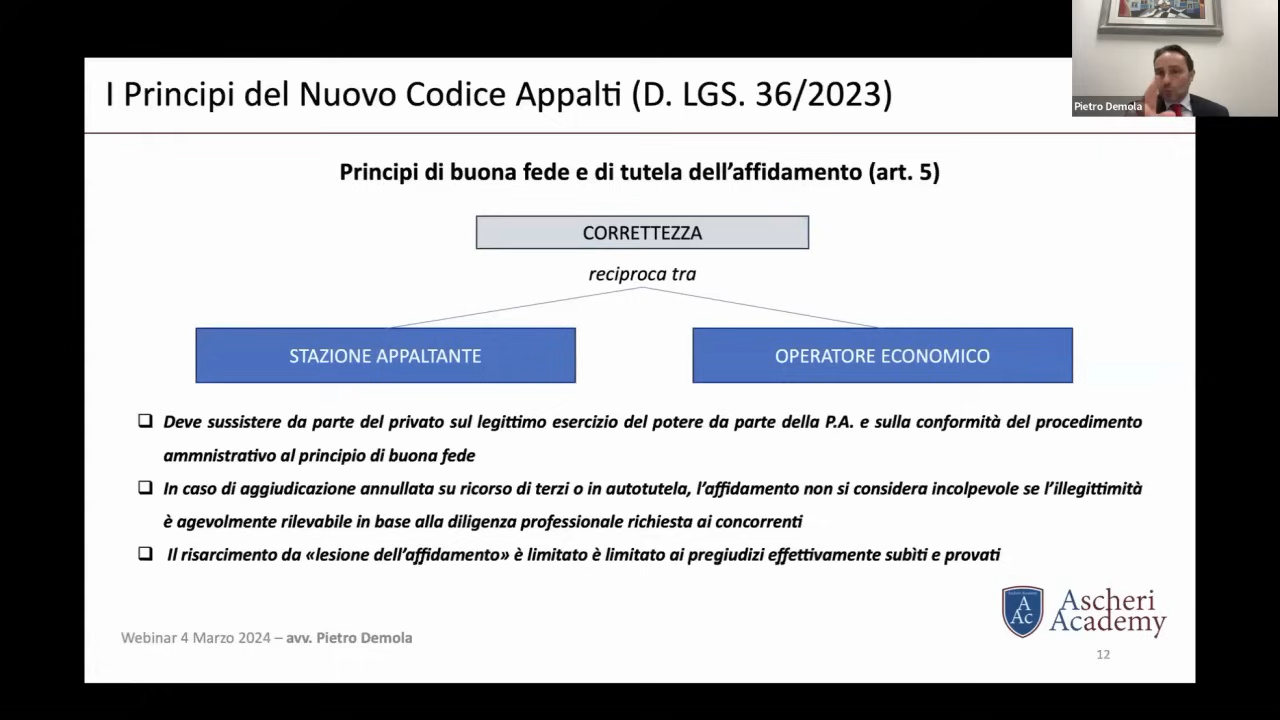 I Principi del Nuovo Codice Appalti (D. LGS. 36/2023)
Pietro Demola
Principi di buona fede e di tutela dell’affidamento (art. 5)
CORRETTEZZA
reciproca tra
STAZIONE APPALTANTE
OPERATORE ECONOMICO
❑ Deve sussistere da parte del privato sul legittimo esercizio del potere da parte della P.A. e sulla conformità del procedimento
ammnistrativo al principio di buona fede
❑ In caso di aggiudicazione annullata su ricorso di terzi o in autotutela, l’affidamento non si considera incolpevole se l’illegittimità
è agevolmente rilevabile in base alla diligenza professionale richiesta ai concorrenti
❑ Il risarcimento da «lesione dell’affidamento» è limitato è limitato ai pregiudizi effettivamente subìti e provati
A
Ac
Ascheri
Academy
Webinar 4 Marzo 2024 – avv. Pietro Demola
12